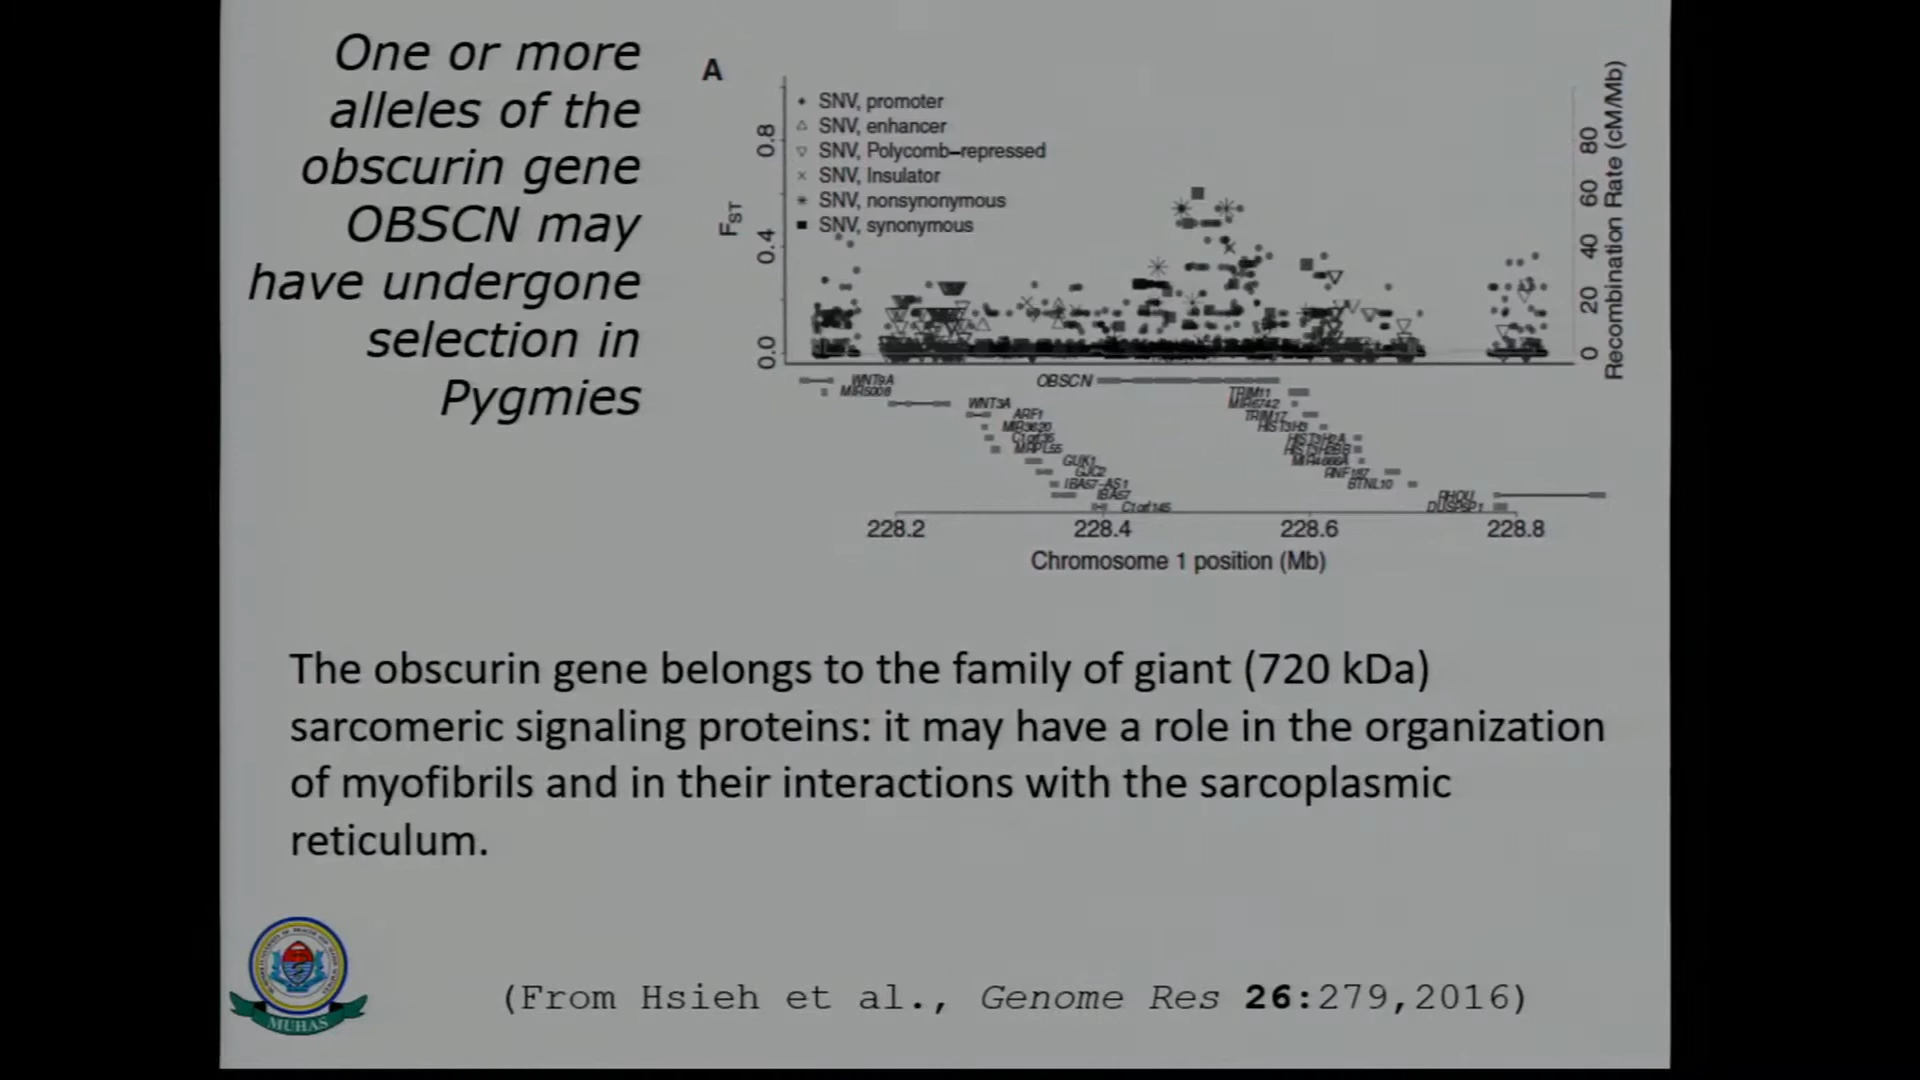 One or more
alleles of the
obscurin gene
OBSCN may
have undergone
selection in
Pygmies
A
SNV, promoter
SNV, enhancer
SNV, Polycomb–repressed
SNV, Insulator
SNV, nonsynonymous
SNV, synonymous
FST
0.0
0.4
0.8
Recombination Rate (cM/Mb)
0
20
40
60
80
WNT9A
OBSCN
MIR5008
TRIM11
WNT3A
MIR6742
ARF1
TRIM17
MIR3620
HIST3H3
C1orf35
HIST3H2A
MRPL55
HIST3H2BB
GUK1
MIR4666A
GJC2
RNF187
IBA57-AS1
BTNL10
IBA57
RHOU
C1orf145
DUSP5P1
228.2
228.4
228.6
228.8
Chromosome 1 position (Mb)
The obscurin gene belongs to the family of giant (720 kDa)
sarcomeric signaling proteins: it may have a role in the organization
of myofibrils and in their interactions with the sarcoplasmic
reticulum.
MUHAS
(From Hsieh et al., Genome Res 26:279,2016)